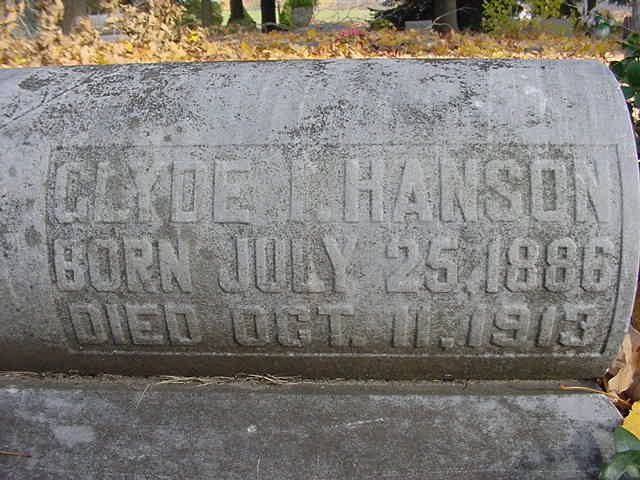 CLYDE I. HANSON
BORN JULY 25, 1886
DIED OCT. 11. 1913